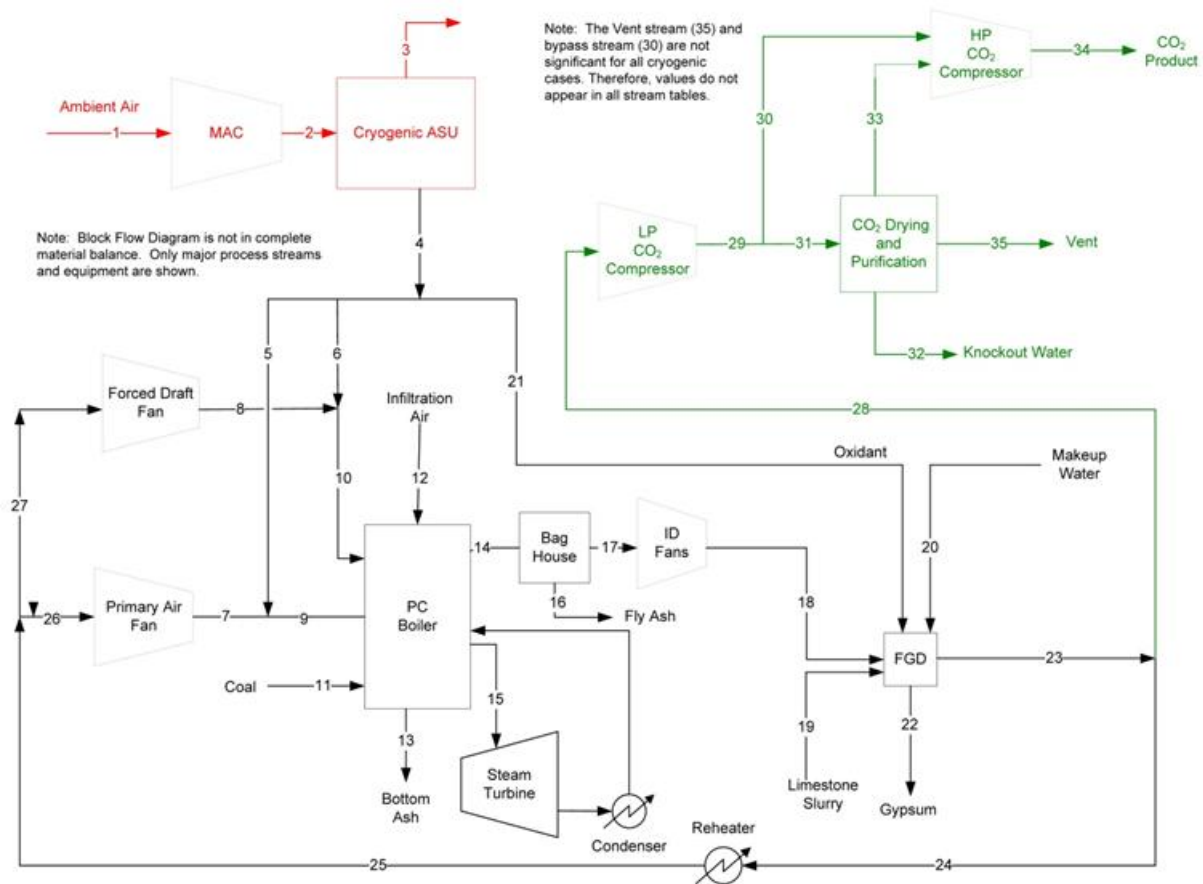 3
Ambient Air
1
MAC
2
Cryogenic ASU
Note: The Vent stream (35) and
bypass stream (30) are not
significant for all cryogenic
cases. Therefore, values do not
appear in all stream tables.
HP
CO₂
Compressor
34
CO₂
Product
30
33
Note: Block Flow Diagram is not in complete
material balance. Only major process streams
and equipment are shown.
4
LP
CO₂
Compressor
29
31
CO₂ Drying
and
Purification
35
Vent
32
Knockout Water
5
6
21
Forced Draft
Fan
8
Infiltration
Air
28
10
12
Oxidant
Makeup
Water
27
14
Bag
House
17
ID
Fans
20
16
Fly Ash
18
26
Primary Air
Fan
7
9
PC
Boiler
FGD
23
Coal
11
15
13
19
22
Bottom
Ash
Steam
Turbine
Limestone
Slurry
Gypsum
Condenser
Reheater
25
24